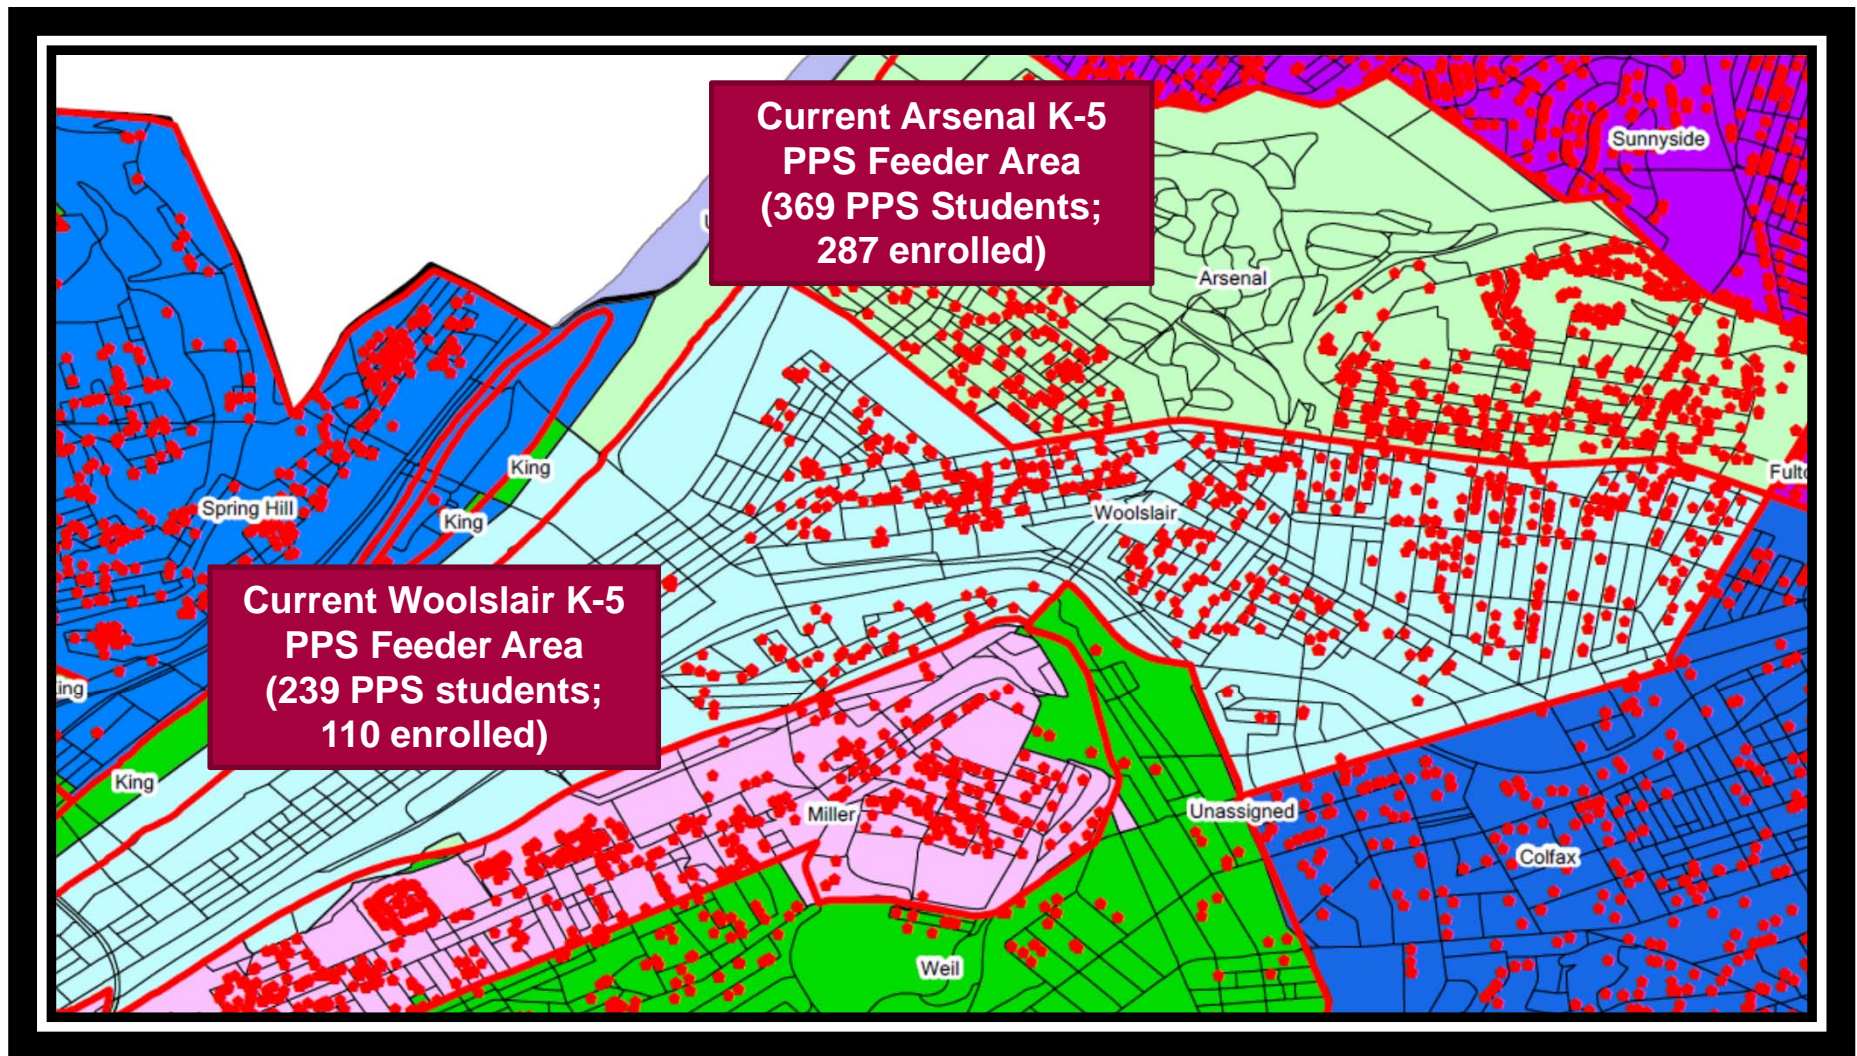 Current Arsenal K-5
PPS Feeder Area
(369 PPS Students;
287 enrolled)
Sunnyside
Arsenal
King
Spring Hill
King
Woolslair
Current Woolslair K-5
PPS Feeder Area
(239 PPS students;
110 enrolled)
King
Miller
Unassigned
Colfax
Weil